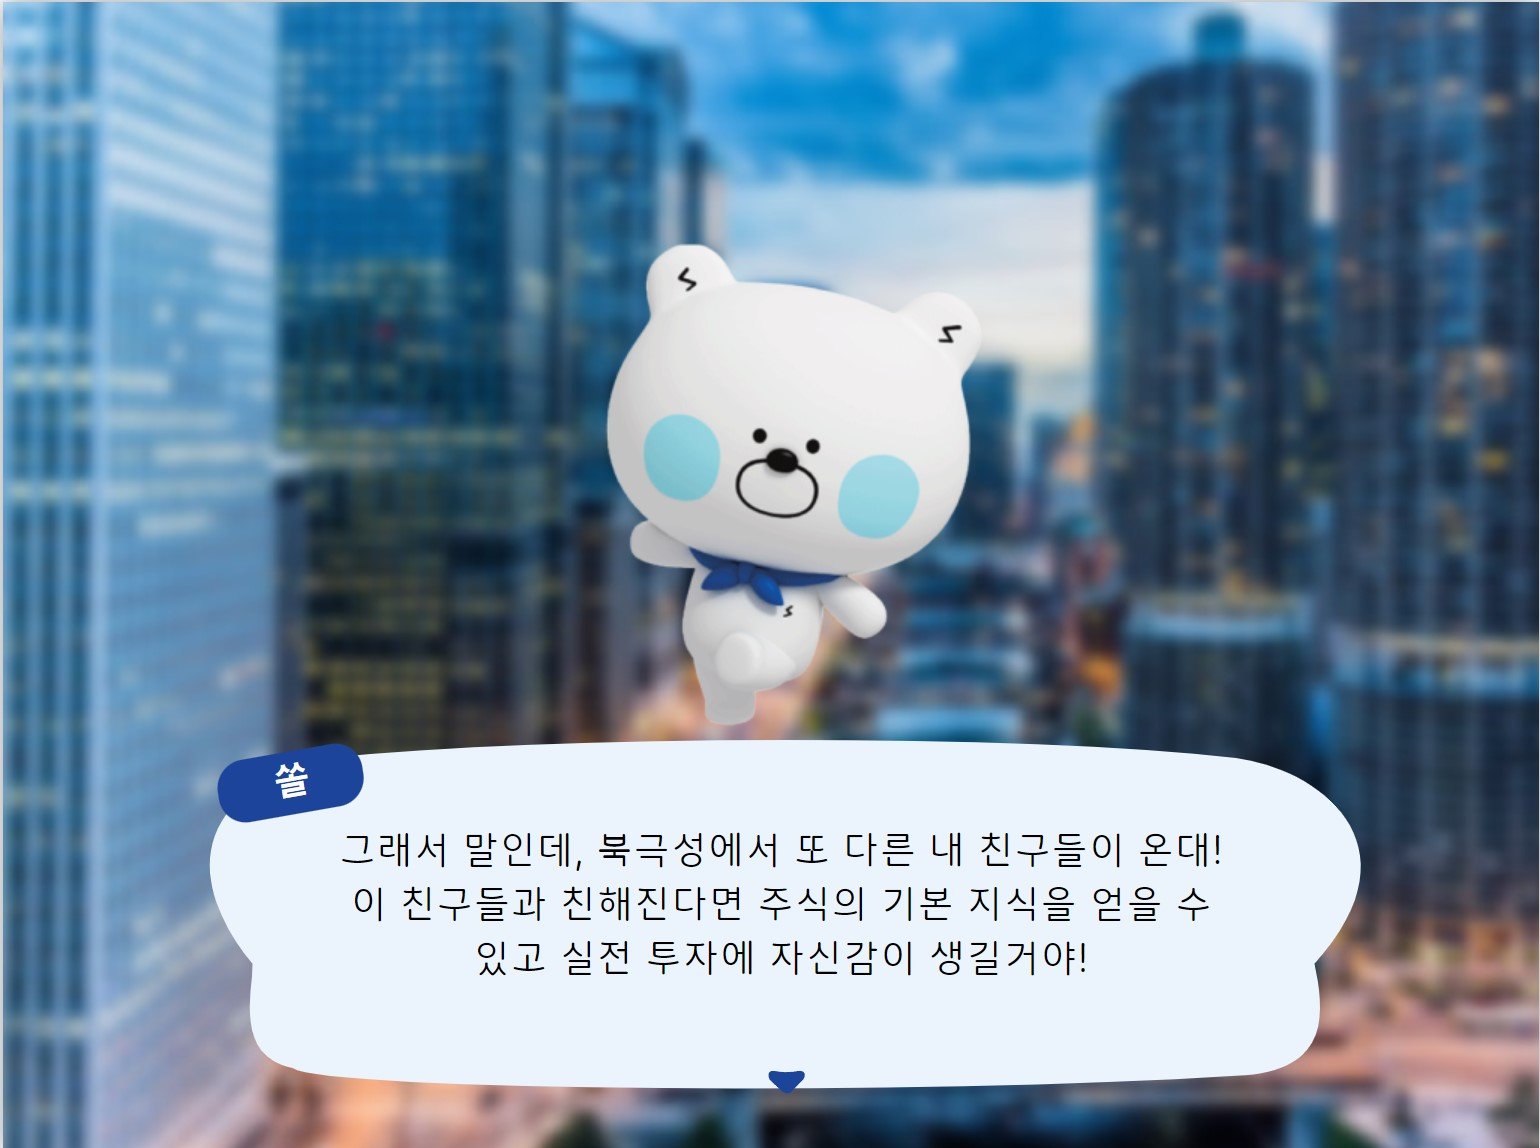 쏠
그래서 말인데, 북극성에서 또 다른 내 친구들이 온대!
이 친구들과 친해진다면 주식의 기본 지식을 얻을 수
있고 실전 투자에 자신감이 생길거야!